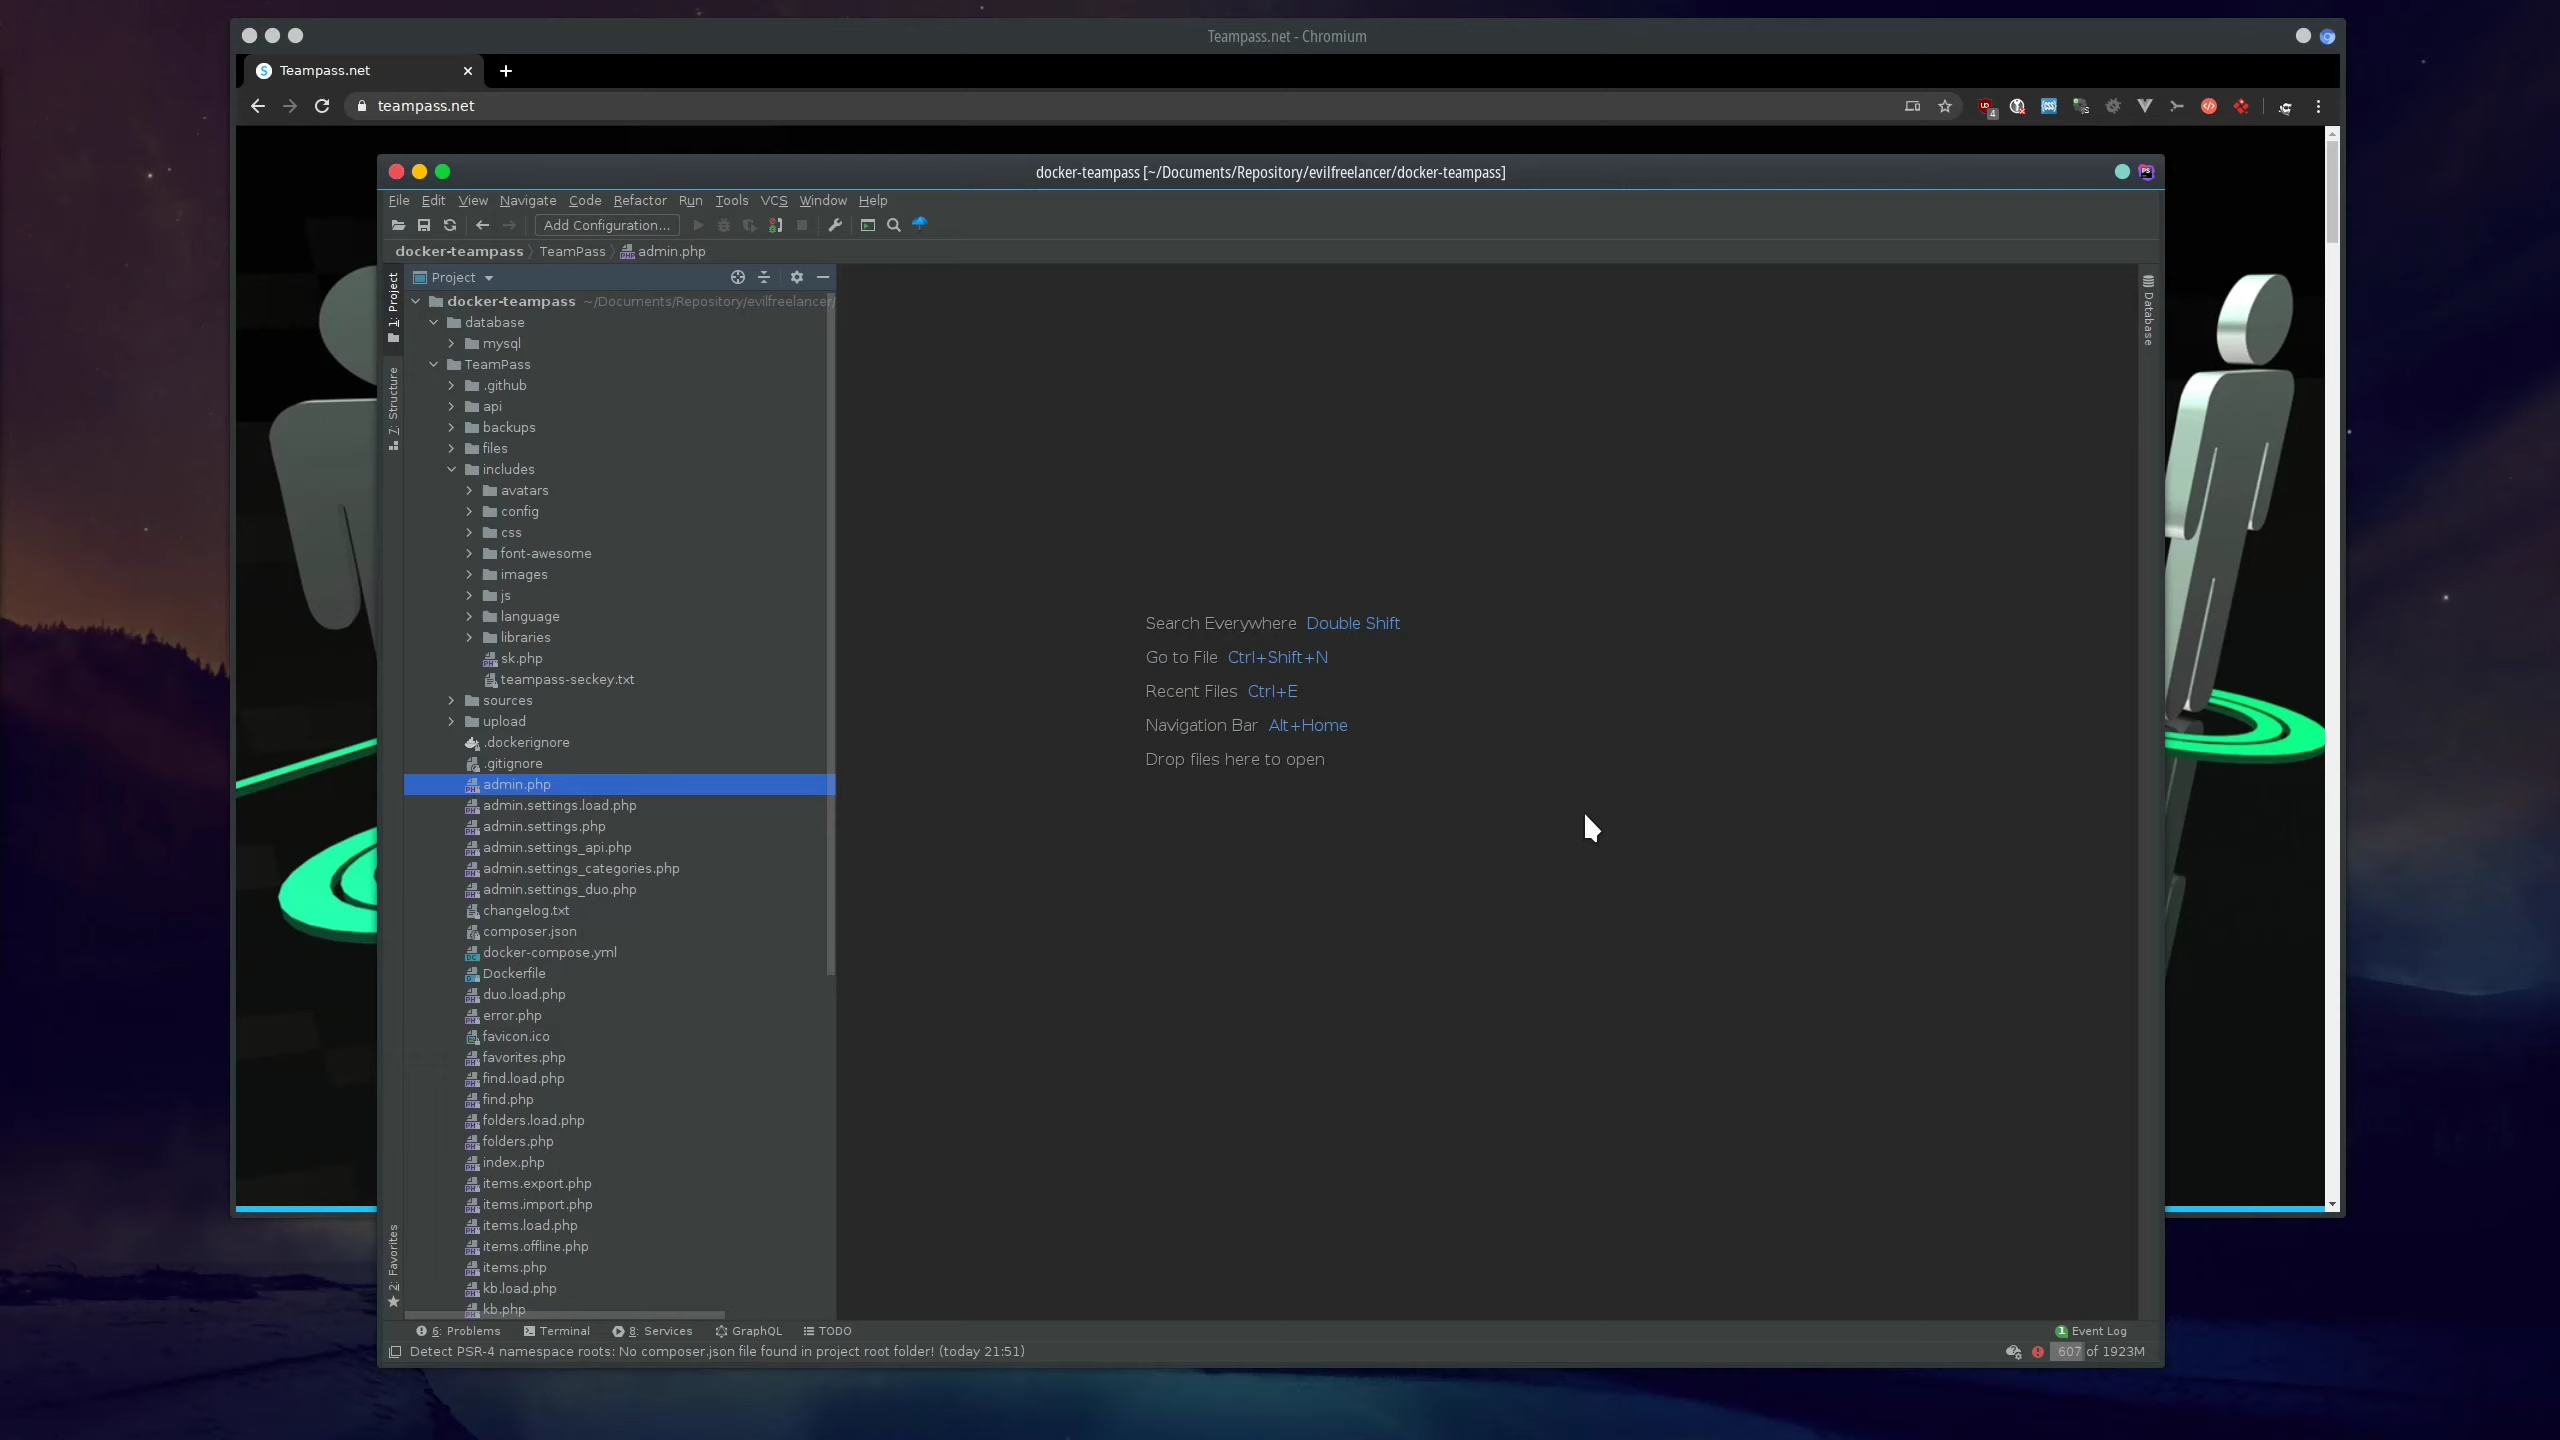 Teampass.net - Chromium
Teampass.net
teampass.net
4
docker-teampass [~/Documents/Repository/evilfreelancer/docker-teampass]
File Edit View Navigate Code Refactor Run Tools VCS Window Help
Add Configuration...
docker-teampass TeamPass admin.php
1: Project
7: Structure
2: Favorites
Project
docker-teampass ~/Documents/Repository/evilfreelancer/
database
mysql
TeamPass
.github
api
backups
files
includes
avatars
config
css
font-awesome
images
js
language
libraries
sk.php
teampass-seckey.txt
sources
upload
.dockerignore
.gitignore
admin.php
admin.settings.load.php
admin.settings.php
admin.settings_api.php
admin.settings_categories.php
admin.settings_duo.php
changelog.txt
composer.json
docker-compose.yml
Dockerfile
duo.load.php
error.php
favicon.ico
favorites.php
find.load.php
find.php
folders.load.php
folders.php
index.php
items.export.php
items.import.php
items.load.php
items.offline.php
items.php
kb.load.php
kb.php
Search Everywhere Double Shift
Go to File Ctrl+Shift+N
Recent Files Ctrl+E
Navigation Bar Alt+Home
Drop files here to open
Database
6: Problems Terminal 8: Services GraphQL TODO
1 Event Log
Detect PSR-4 namespace roots: No composer.json file found in project root folder! (today 21:51)
607 of 1923M